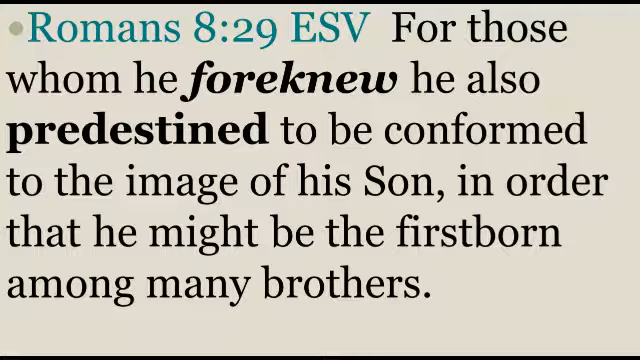 •Romans 8:29 ESV For those
whom he foreknew he also
predestined to be conformed
to the image of his Son, in order
that he might be the firstborn
among many brothers.